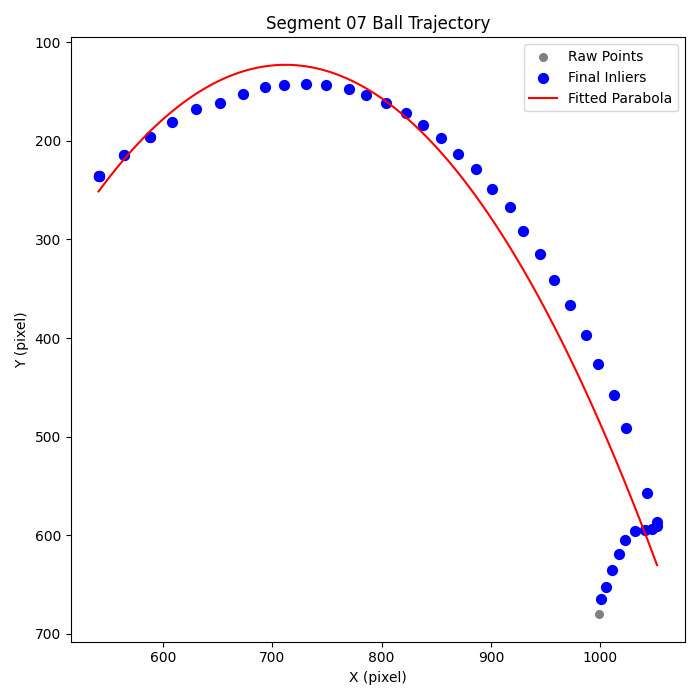 Segment 07 Ball Trajectory
Raw Points
Final Inliers
Fitted Parabola
Y (pixel)
100
200
300
400
500
600
700
600 700 800 900 1000
X (pixel)